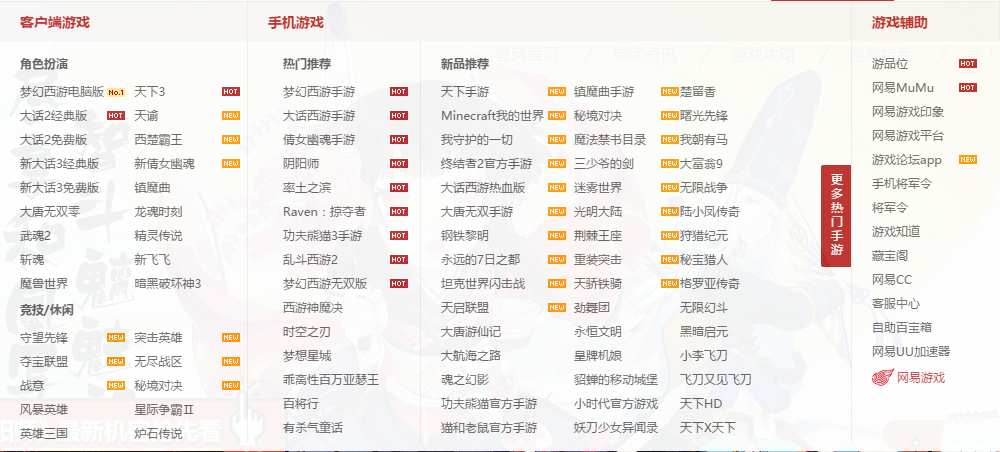 客户端游戏
角色扮演
梦幻西游电脑版 No.1 天下3 HOT
大话2经典版 HOT 天谕 NEW
大话2免费版 西楚霸王 NEW
新大话3经典版 新倩女幽魂 NEW
新大话3免费版 镇魔曲
大唐无双零 龙魂时刻
武魂2 精灵传说
斩魂 新飞飞
魔兽世界 暗黑破坏神3
竞技/休闲
守望先锋 NEW 突击英雄 NEW
夺宝联盟 NEW 无尽战区 NEW
战意 NEW 秘境对决 NEW
风暴英雄 星际争霸Ⅱ
英雄三国 炉石传说
手机游戏
热门推荐
梦幻西游手游 HOT
大话西游手游 HOT
倩女幽魂手游 HOT
阴阳师 HOT
率土之滨 HOT
Raven：掠夺者 HOT
功夫熊猫3手游 HOT
乱斗西游2 HOT
梦幻西游无双版 HOT
西游神魔决
时空之刃
梦想星城
乖离性百万亚瑟王
百将行
有杀气童话
新品推荐
天下手游 NEW 镇魔曲手游 NEW 楚留香
Minecraft我的世界 NEW 秘境对决 NEW 曙光先锋
我守护的一切 NEW 魔法禁书目录 NEW 我朝有马
终结者2官方手游 NEW 三少爷的剑 NEW 大富翁9
大话西游热血版 NEW 迷雾世界 NEW 无限战争
大唐无双手游 NEW 光明大陆 NEW 陆小凤传奇
钢铁黎明 NEW 荆棘王座 NEW 狩猎纪元
永远的7日之都 NEW 重装突击 NEW 秘宝猎人
坦克世界闪击战 NEW 天骄铁骑 NEW 格罗亚传奇
天启联盟 NEW 劲舞团 无限幻斗
大唐游仙记 永恒文明 黑暗启元
大航海之路 皇牌机娘 小李飞刀
魂之幻影 貂蝉的移动城堡 飞刀又见飞刀
功夫熊猫官方手游 小时代官方游戏 天下HD
猫和老鼠官方手游 妖刀少女异闻录 天下X天下
更多热门手游
游戏辅助
游品位 HOT
网易MuMu HOT
网易游戏印象
网易游戏平台
游戏论坛app NEW
手机将军令
将军令
游戏知道
藏宝阁
网易CC
客服中心
自助百宝箱
网易UU加速器
网易游戏
官网首页 新闻资讯 游戏攻略